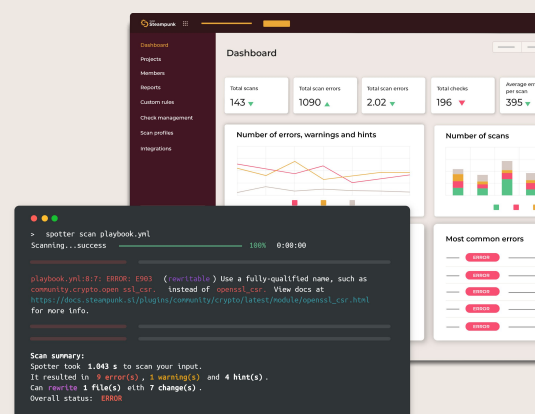 Steampunk
Dashboard
Projects
Members
Reports
Custom rules
Check management
Scan profiles
Integrations
Dashboard
Total scans
143
Total scan errors
1090
Total scan errors
2.02
Total checks
196
Average
per scan
395
Number of errors, warnings and hints
Number of scans
Most common errors
ERROR
ERROR
ERROR
ERROR
ERROR
> spotter scan playbook.yml
Scanning...success 100% 0:00:00
playbook.yml:8:7: ERROR: E903 (rewritable) Use a fully-qualified name, such as
community.crypto.open ssl_csr. instead of openssl_csr. View docs at
https://docs.steampunk.si/plugins/community/crypto/latest/module/openssl_csr.html
for more info.
Scan summary:
Spotter took 1.043 s to scan your input.
It resulted in 9 error(s), 1 warning(s) and 4 hint(s).
Can rewrite 1 file(s) eith 7 change(s).
Overall status: ERROR